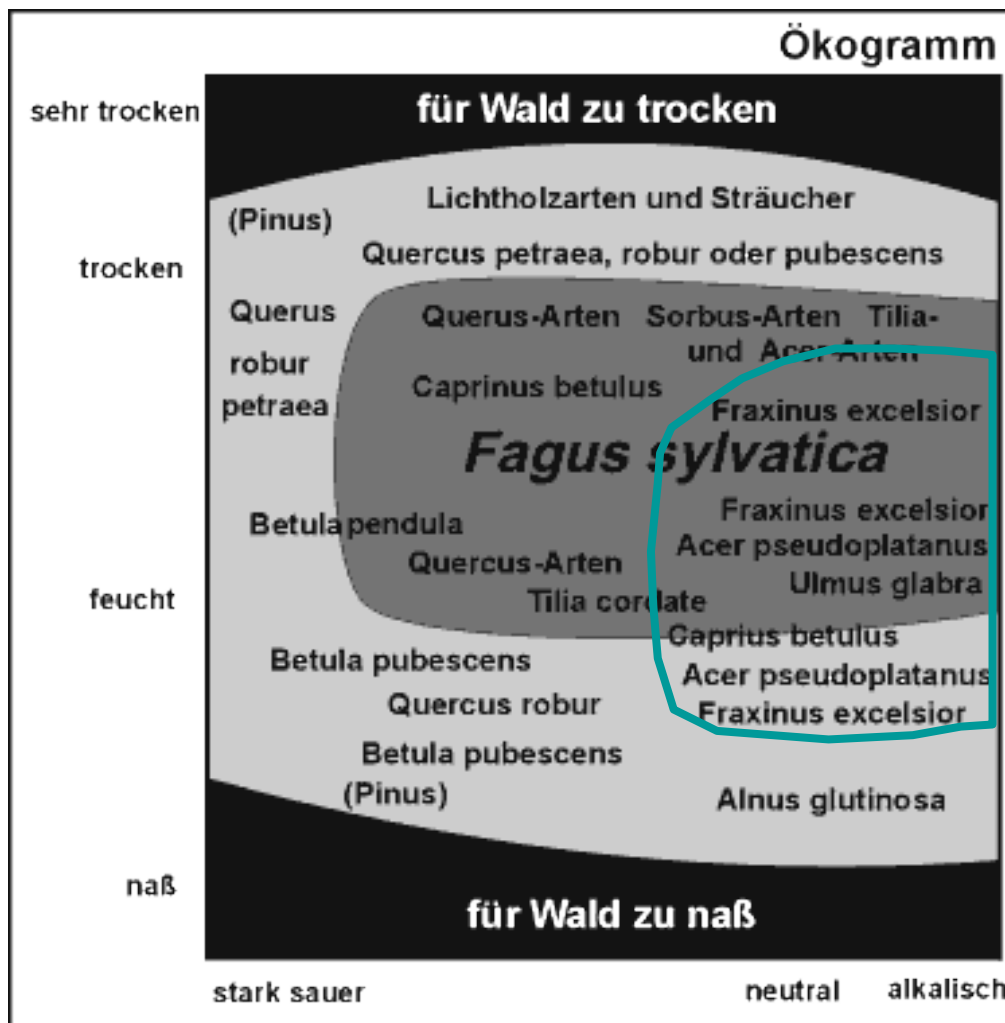 Ökogramm
sehr trocken
für Wald zu trocken
Lichtholzarten und Sträucher
(Pinus)
Quercus petraea, robur oder pubescens
trocken
Querus
Querus-Arten Sorbus-Arten Tilia-
und Acer-Arten
robur
Caprinus betulus
petraea
Fraxinus excelsior
Fagus sylvatica
Fraxinus excelsior
Betula pendula
Acer pseudoplatanus
Quercus-Arten
Ulmus glabra
feucht
Tilia cordate
Caprius betulus
Betula pubescens
Acer pseudoplatanus
Quercus robur
Fraxinus excelsior
Betula pubescens
(Pinus)
Alnus glutinosa
naß
für Wald zu naß
stark sauer
neutral
alkalisch